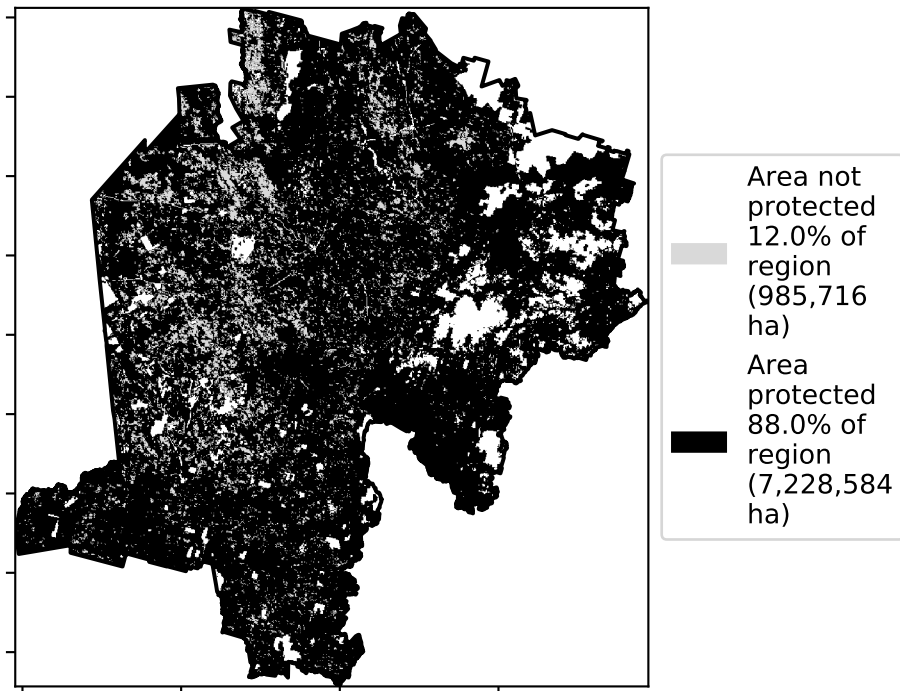 Area not
protected
12.0% of
region
(985,716
ha)
Area
protected
88.0% of
region
(7,228,584
ha)